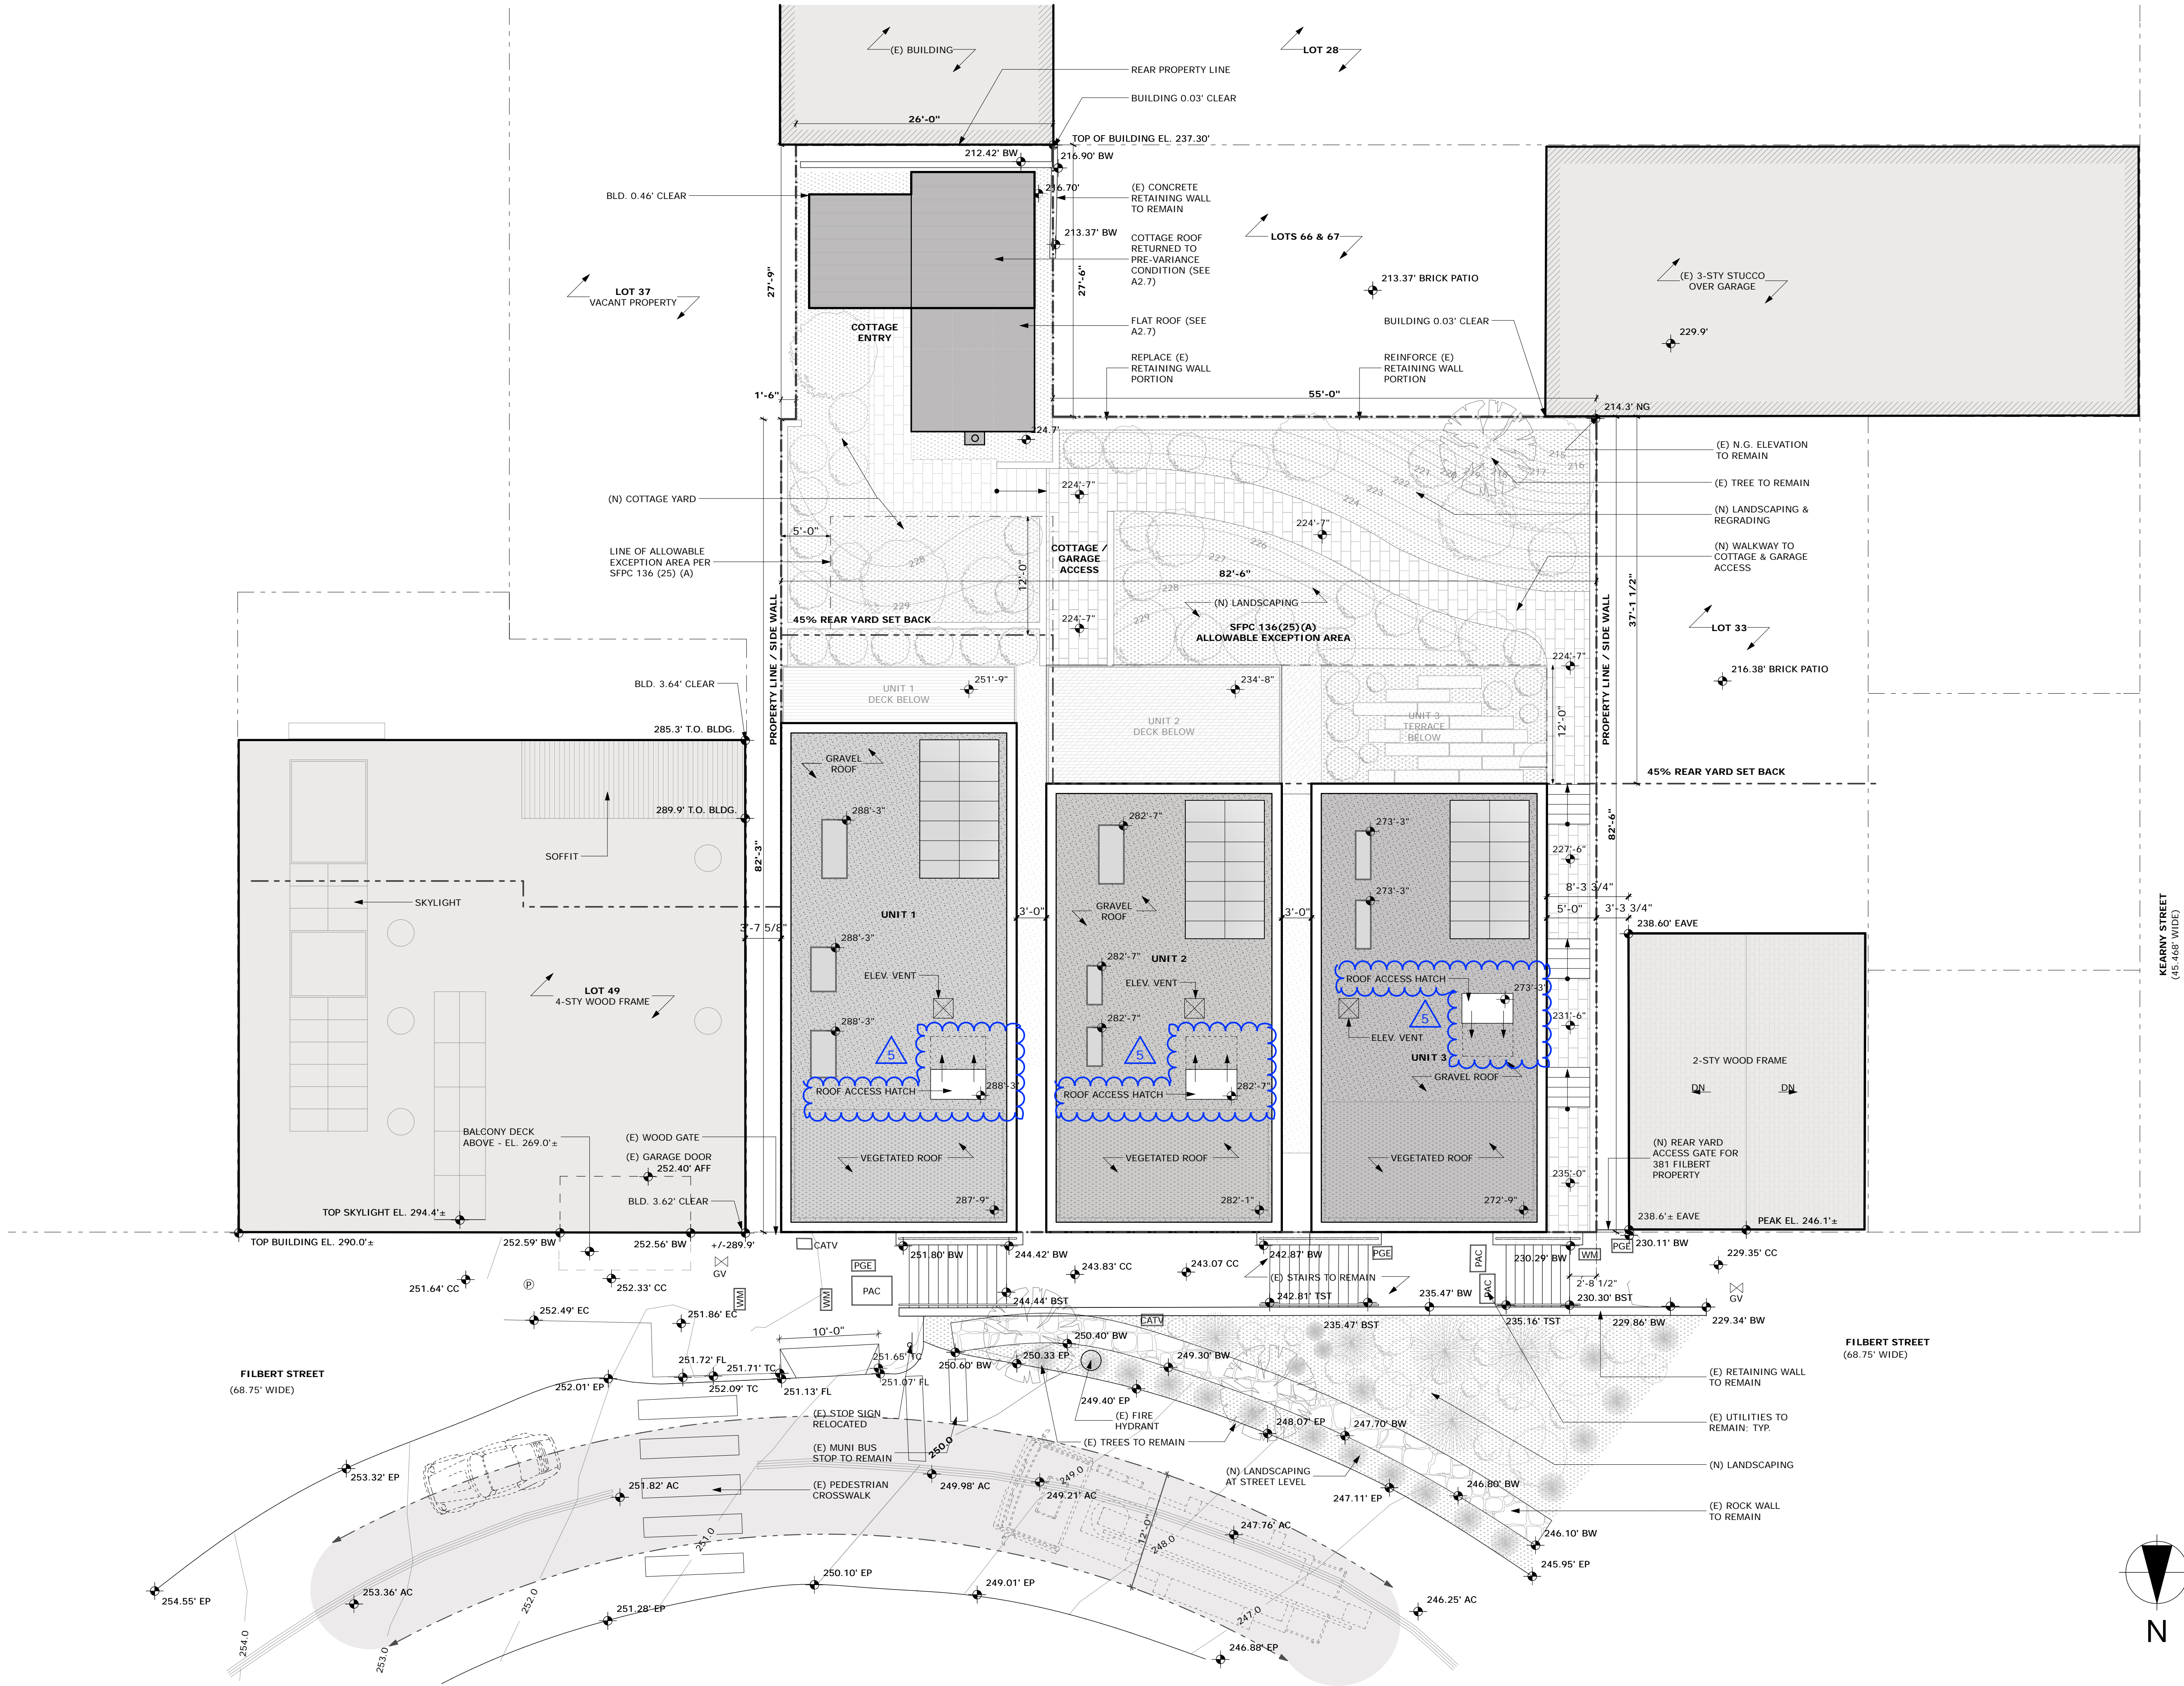 (E) BUILDING
LOT 28
REAR PROPERTY LINE
BUILDING 0.03' CLEAR
26'-0"
TOP OF BUILDING EL. 237.30'
212.42' BW
216.90' BW
BLD. 0.46' CLEAR
(E) CONCRETE
RETAINING WALL
TO REMAIN
213.37' BW
COTTAGE ROOF
RETURNED TO
PRE-VARIANCE
CONDITION (SEE
A2.7)
LOTS 66 & 67
213.37' BRICK PATIO
(E) 3-STY STUCCO
OVER GARAGE
229.9'
27'-9"
27'-6"
LOT 37
VACANT PROPERTY
COTTAGE
ENTRY
FLAT ROOF (SEE
A2.7)
BUILDING 0.03' CLEAR
REPLACE (E)
RETAINING WALL
PORTION
REINFORCE (E)
RETAINING WALL
PORTION
1'-6"
55'-0"
214.3' NG
224.7'
(E) N.G. ELEVATION
TO REMAIN
215
216
217
218
219
220
221
222
223
224
(E) TREE TO REMAIN
224'-7"
(N) COTTAGE YARD
(N) LANDSCAPING &
REGRADING
224'-7"
5'-0"
LINE OF ALLOWABLE
EXCEPTION AREA PER
SFPC 136 (25) (A)
COTTAGE /
GARAGE
ACCESS
226
227
228
228
229
229
12'-0"
82'-6"
(N) WALKWAY TO
COTTAGE & GARAGE
ACCESS
37'-1 1/2"
(N) LANDSCAPING
45% REAR YARD SET BACK
224'-7"
SFPC 136(25)(A)
ALLOWABLE EXCEPTION AREA
LOT 33
PROPERTY LINE / SIDE WALL
PROPERTY LINE / SIDE WALL
224'-7"
216.38' BRICK PATIO
BLD. 3.64' CLEAR
UNIT 1
DECK BELOW
251'-9"
234'-8"
UNIT 2
DECK BELOW
UNIT 3
TERRACE
BELOW
12'-0"
285.3' T.O. BLDG.
45% REAR YARD SET BACK
GRAVEL
ROOF
289.9' T.O. BLDG.
288'-3"
282'-7"
273'-3"
82'-3"
82'-6"
SOFFIT
227'-6"
SKYLIGHT
UNIT 1
3'-0"
GRAVEL
ROOF
3'-0"
273'-3"
8'-3 3/4"
5'-0"
3'-3 3/4"
3'-7 5/8"
288'-3"
282'-7"
UNIT 2
238.60' EAVE
KEARNY STREET
(45.468' WIDE)
ELEV. VENT
ELEV. VENT
ROOF ACCESS HATCH
273'-3"
LOT 49
4-STY WOOD FRAME
288'-3"
282'-7"
5
5
5
ELEV. VENT
231'-6"
UNIT 3
GRAVEL ROOF
2-STY WOOD FRAME
DN
DN
ROOF ACCESS HATCH
288'-3"
ROOF ACCESS HATCH
282'-7"
BALCONY DECK
ABOVE - EL. 269.0'±
(E) WOOD GATE
(E) GARAGE DOOR
252.40' AFF
VEGETATED ROOF
VEGETATED ROOF
VEGETATED ROOF
235'-0"
(N) REAR YARD
ACCESS GATE FOR
381 FILBERT
PROPERTY
BLD. 3.62' CLEAR
287'-9"
282'-1"
272'-9"
TOP SKYLIGHT EL. 294.4'±
238.6'± EAVE
PEAK EL. 246.1'±
TOP BUILDING EL. 290.0'±
252.59' BW
252.56' BW
+/-289.9'
CATV
251.80' BW
244.42' BW
242.87' BW
PGE
230.29' BW
WM
PGE
230.11' BW
229.35' CC
GV
PGE
PAC
243.83' CC
243.07 CC
(E) STAIRS TO REMAIN
PAC
PAC
2'-8 1/2"
GV
251.64' CC
P
252.33' CC
WM
WM
252.49' EC
251.86' EC
244.44' BST
242.81' TST
235.47' BW
235.47' BST
235.16' TST
230.30' BST
229.86' BW
229.34' BW
CATV
10'-0"
FILBERT STREET
(68.75' WIDE)
FILBERT STREET
(68.75' WIDE)
251.72' FL
251.71' TC
252.01' EP
252.09' TC
251.13' FL
251.65' TC
251.07' FL
250.60' BW
250.33 EP
250.40' BW
249.30' BW
249.40' EP
(E) RETAINING WALL
TO REMAIN
(E) STOP SIGN
RELOCATED
(E) MUNI BUS
STOP TO REMAIN
(E) PEDESTRIAN
CROSSWALK
250.0
(E) FIRE
HYDRANT
(E) TREES TO REMAIN
248.07' EP
247.70' BW
(E) UTILITIES TO
REMAIN; TYP.
(N) LANDSCAPING
AT STREET LEVEL
(N) LANDSCAPING
253.32' EP
251.82' AC
249.98' AC
249.0
249.21' AC
247.11' EP
246.80' BW
(E) ROCK WALL
TO REMAIN
12'-0"
247.76' AC
248.0
251.0
246.10' BW
245.95' EP
254.55' EP
253.36' AC
252.0
251.28' EP
250.10' EP
249.01' EP
246.25' AC
247.0
254.0
253.0
246.88' EP
N